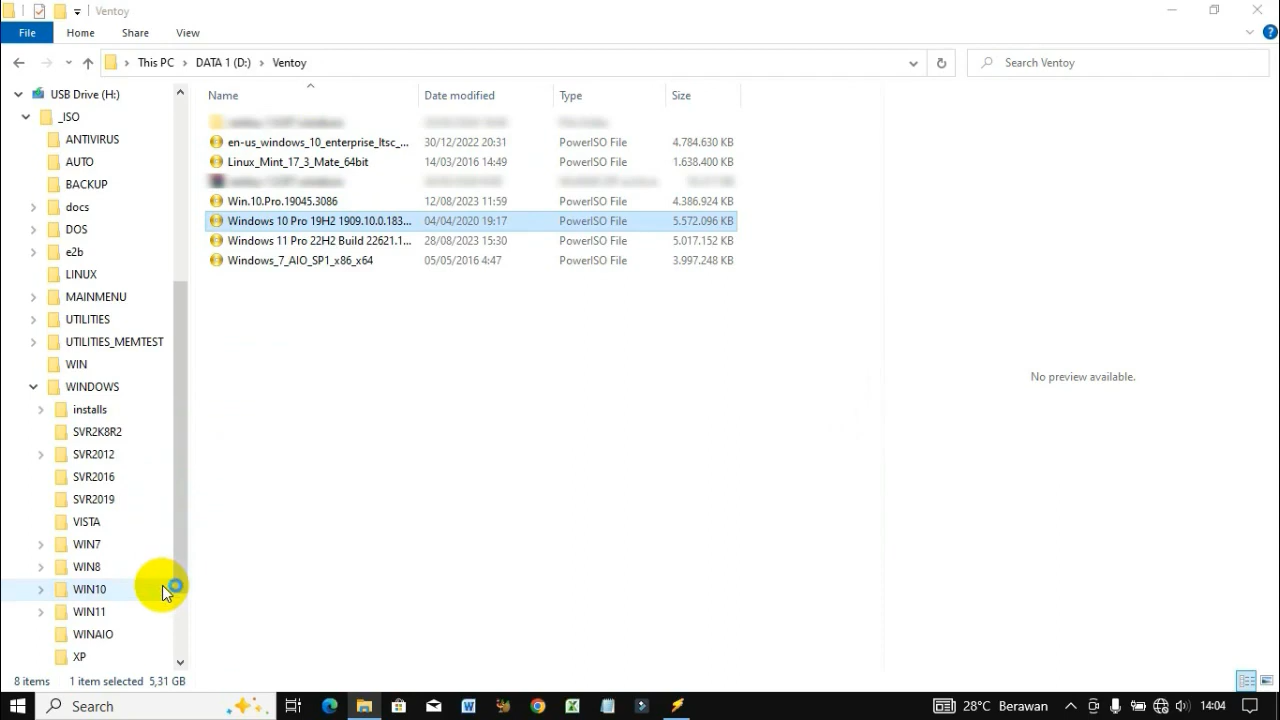 Ventoy
File Home Share View
This PC DATA 1 (D:) Ventoy
Search Ventoy
USB Drive (H:)
_ISO
ANTIVIRUS
AUTO
BACKUP
docs
DOS
e2b
LINUX
MAINMENU
UTILITIES
UTILITIES_MEMTEST
WIN
WINDOWS
installs
SVR2K8R2
SVR2012
SVR2016
SVR2019
VISTA
WIN7
WIN8
WIN10
WIN11
WINAIO
XP
Name Date modified Type Size
en-us_windows_10_enterprise_ltsc_... 30/12/2022 20:31 PowerISO File 4.784.630 KB
Linux_Mint_17_3_Mate_64bit 14/03/2016 14:49 PowerISO File 1.638.400 KB
Win.10.Pro.19045.3086 12/08/2023 11:59 PowerISO File 4.386.924 KB
Windows 10 Pro 19H2 1909.10.0.183... 04/04/2020 19:17 PowerISO File 5.572.096 KB
Windows 11 Pro 22H2 Build 22621.1... 28/08/2023 15:30 PowerISO File 5.017.152 KB
Windows_7_AIO_SP1_x86_x64 05/05/2016 4:47 PowerISO File 3.997.248 KB
No preview available.
8 items 1 item selected 5,31 GB
Search 28°C Berawan 14:04